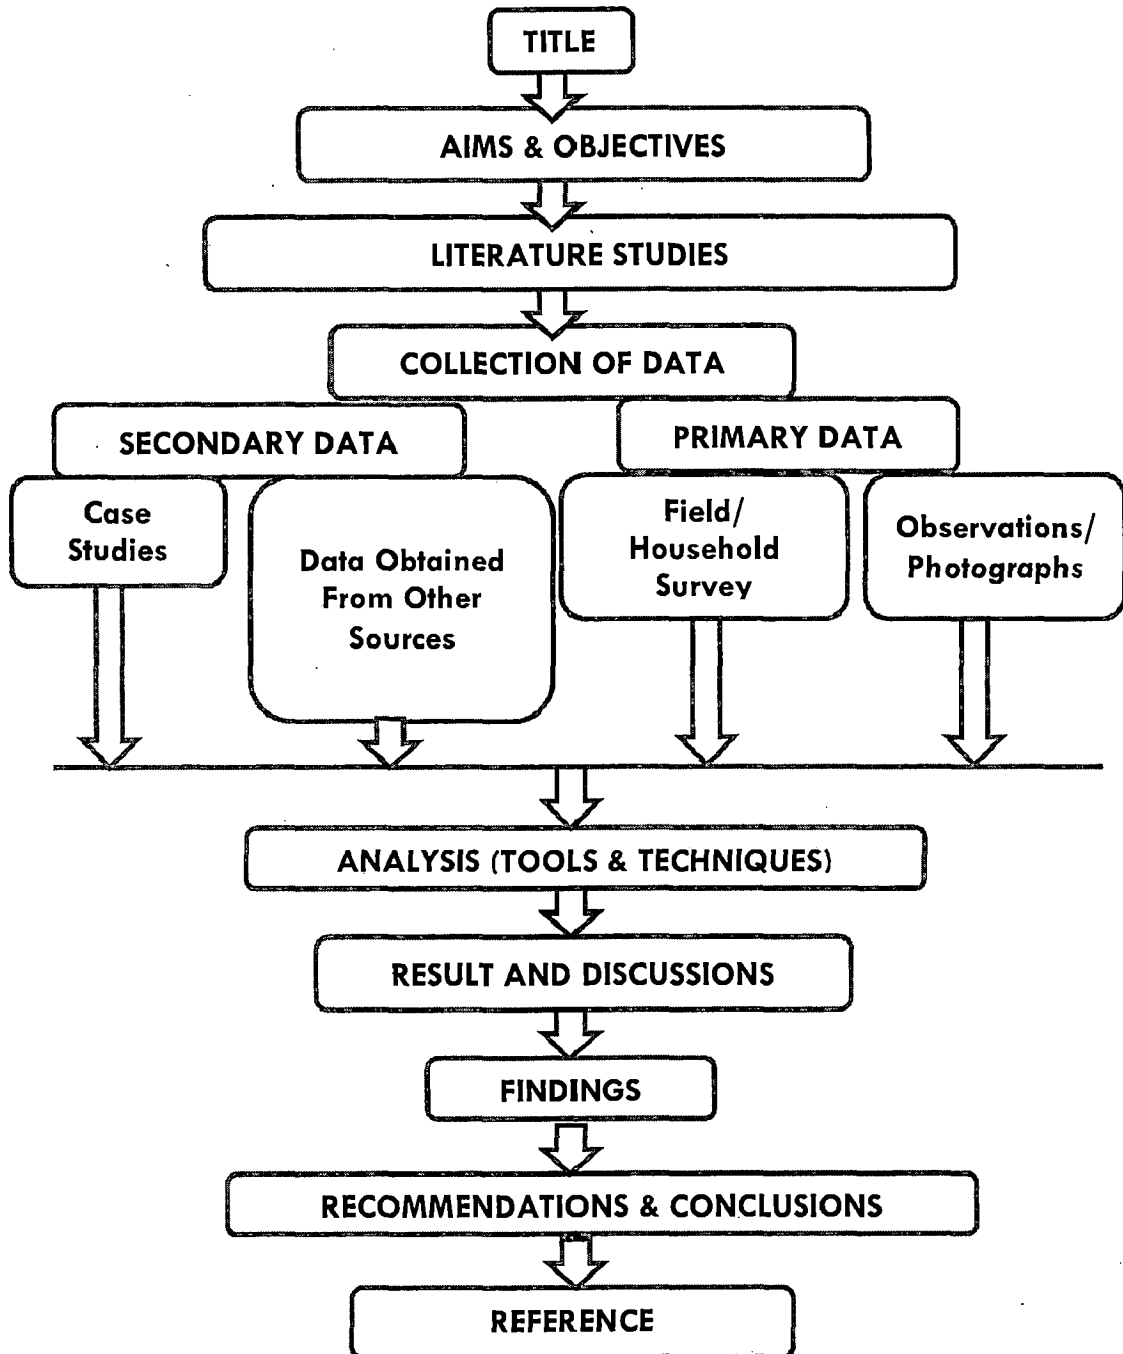 TITLE
AIMS & OBJECTIVES
LITERATURE STUDIES
COLLECTION OF DATA
SECONDARY DATA
PRIMARY DATA
Case
Studies
Data Obtained
From Other
Sources
Field/
Household
Survey
Observations/
Photographs
ANALYSIS (TOOLS & TECHNIQUES)
RESULT AND DISCUSSIONS
FINDINGS
RECOMMENDATIONS & CONCLUSIONS
REFERENCE